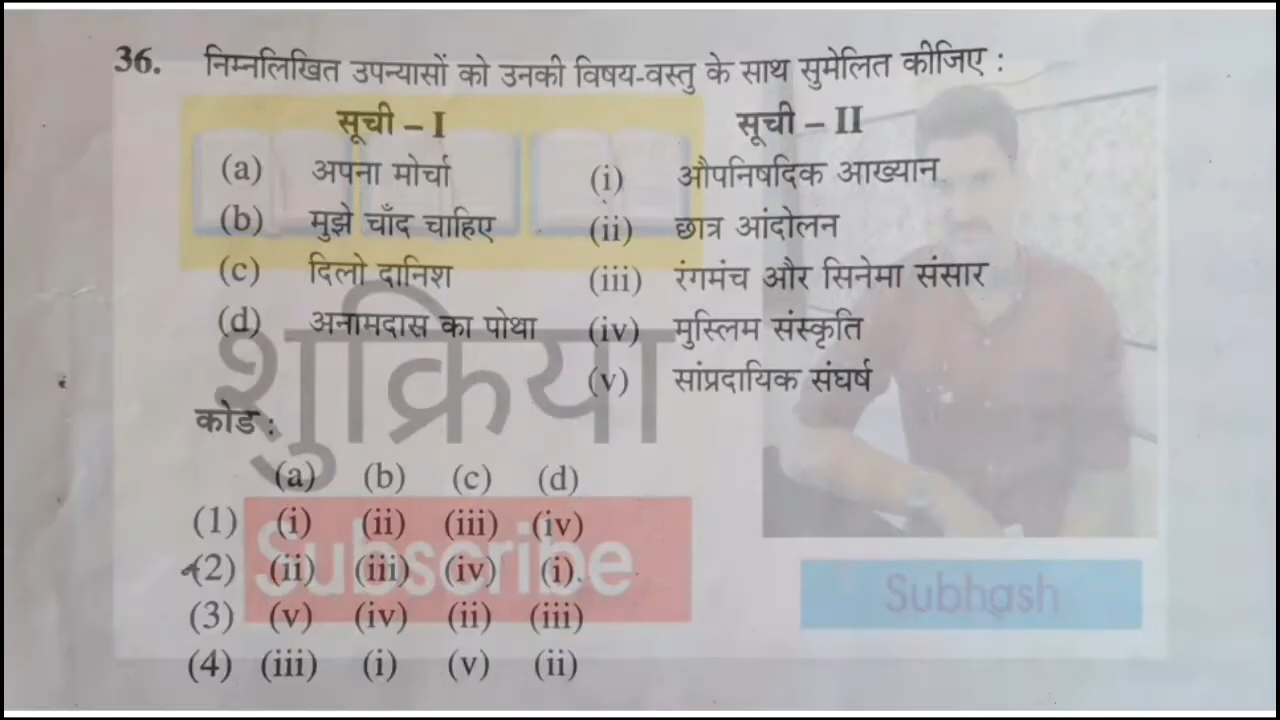 36. निम्नलिखित उपन्यासों को उनकी विषय-वस्तु के साथ सुमेलित कीजिए :
सूची – I सूची – II
(a) अपना मोर्चा (i) औपनिषदिक आख्यान
(b) मुझे चाँद चाहिए (ii) छात्र आंदोलन
(c) दिलो दानिश (iii) रंगमंच और सिनेमा संसार
(d) अनामदास का पोथा (iv) मुस्लिम संस्कृति
(v) सांप्रदायिक संघर्ष
शुक्रिया
कोड :
(a) (b) (c) (d)
(1) (i) (ii) (iii) (iv)
(2) (ii) (iii) (iv) (i)
(3) (v) (iv) (ii) (iii)
(4) (iii) (i) (v) (ii)
Subscribe
Subhash